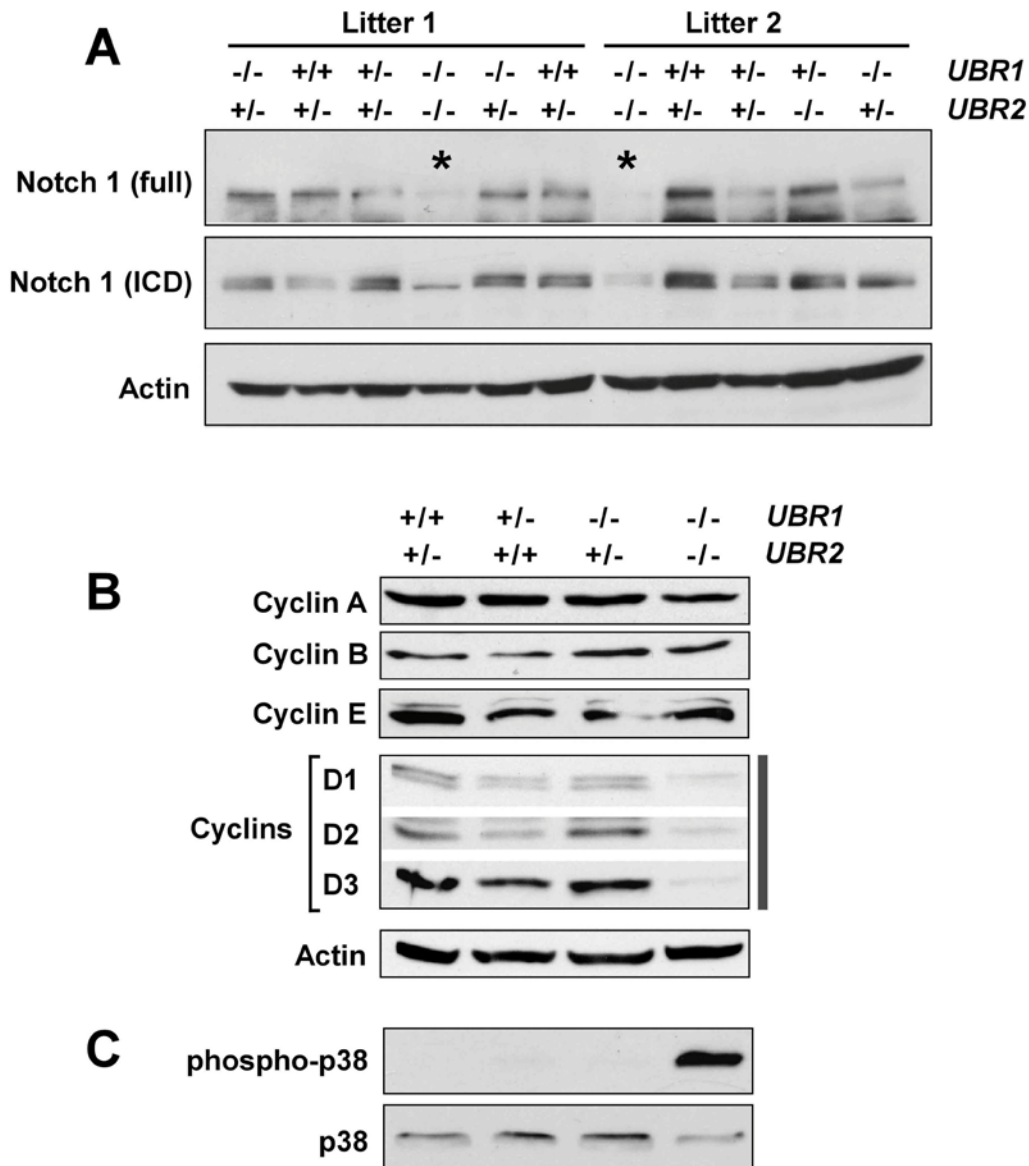 A
Litter 1 Litter 2
-/- +/+ +/- -/- -/- +/+ -/- +/+ +/- +/- -/- UBR1
+/- +/- +/- -/- +/- +/- -/- +/- +/- -/- +/- UBR2
* *
Notch 1 (full)
Notch 1 (ICD)
Actin
+/+ +/- -/- -/- UBR1
+/- +/+ +/- -/- UBR2
B
Cyclin A
Cyclin B
Cyclin E
D1
Cyclins D2
D3
Actin
C
phospho-p38
p38